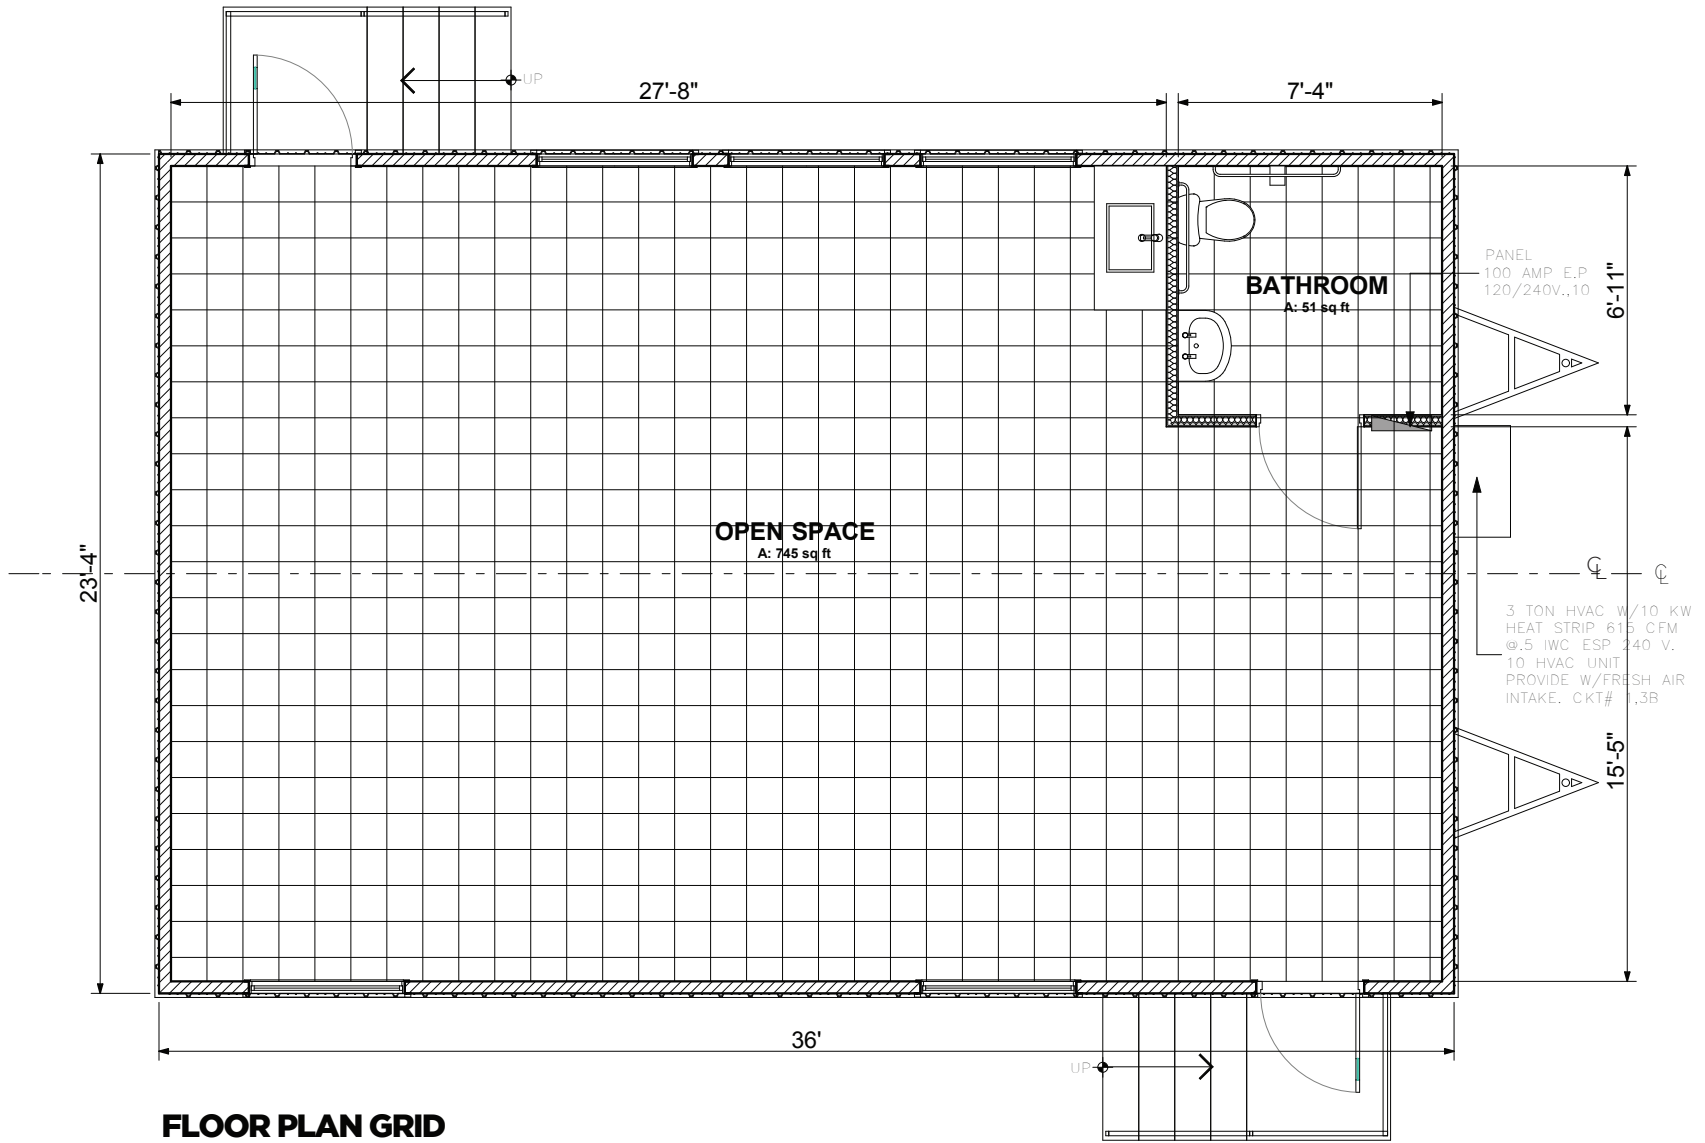 UP
27'-8"
7'-4"
PANEL
100 AMP E.P
120/240V.,10
6'-11"
BATHROOM
A: 51 sq ft
OPEN SPACE
A: 745 sq ft
23'-4"
CL
CL
3 TON HVAC W/10 KW
HEAT STRIP 615 CFM
@.5 IWC ESP 240 V.
10 HVAC UNIT
PROVIDE W/FRESH AIR
INTAKE. CKT# 1,3B
15'-5"
36'
UP
FLOOR PLAN GRID